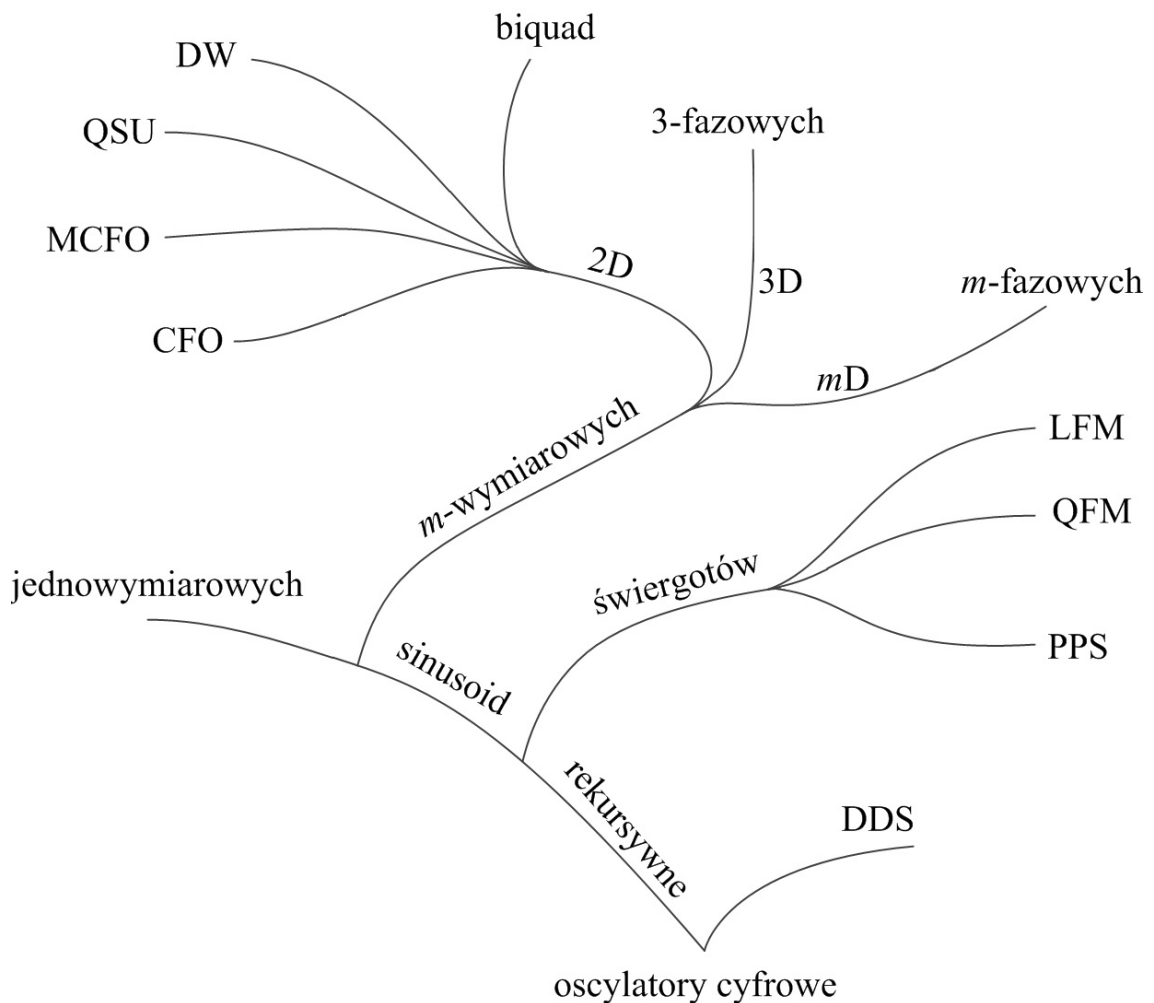 biquad
DW
3-fazowych
QSU
MCFO
2D
3D
m-fazowych
CFO
mD
m-wymiarowych
LFM
QFM
jednowymiarowych
świergotów
sinusoid
PPS
rekursywne
DDS
oscylatory cyfrowe